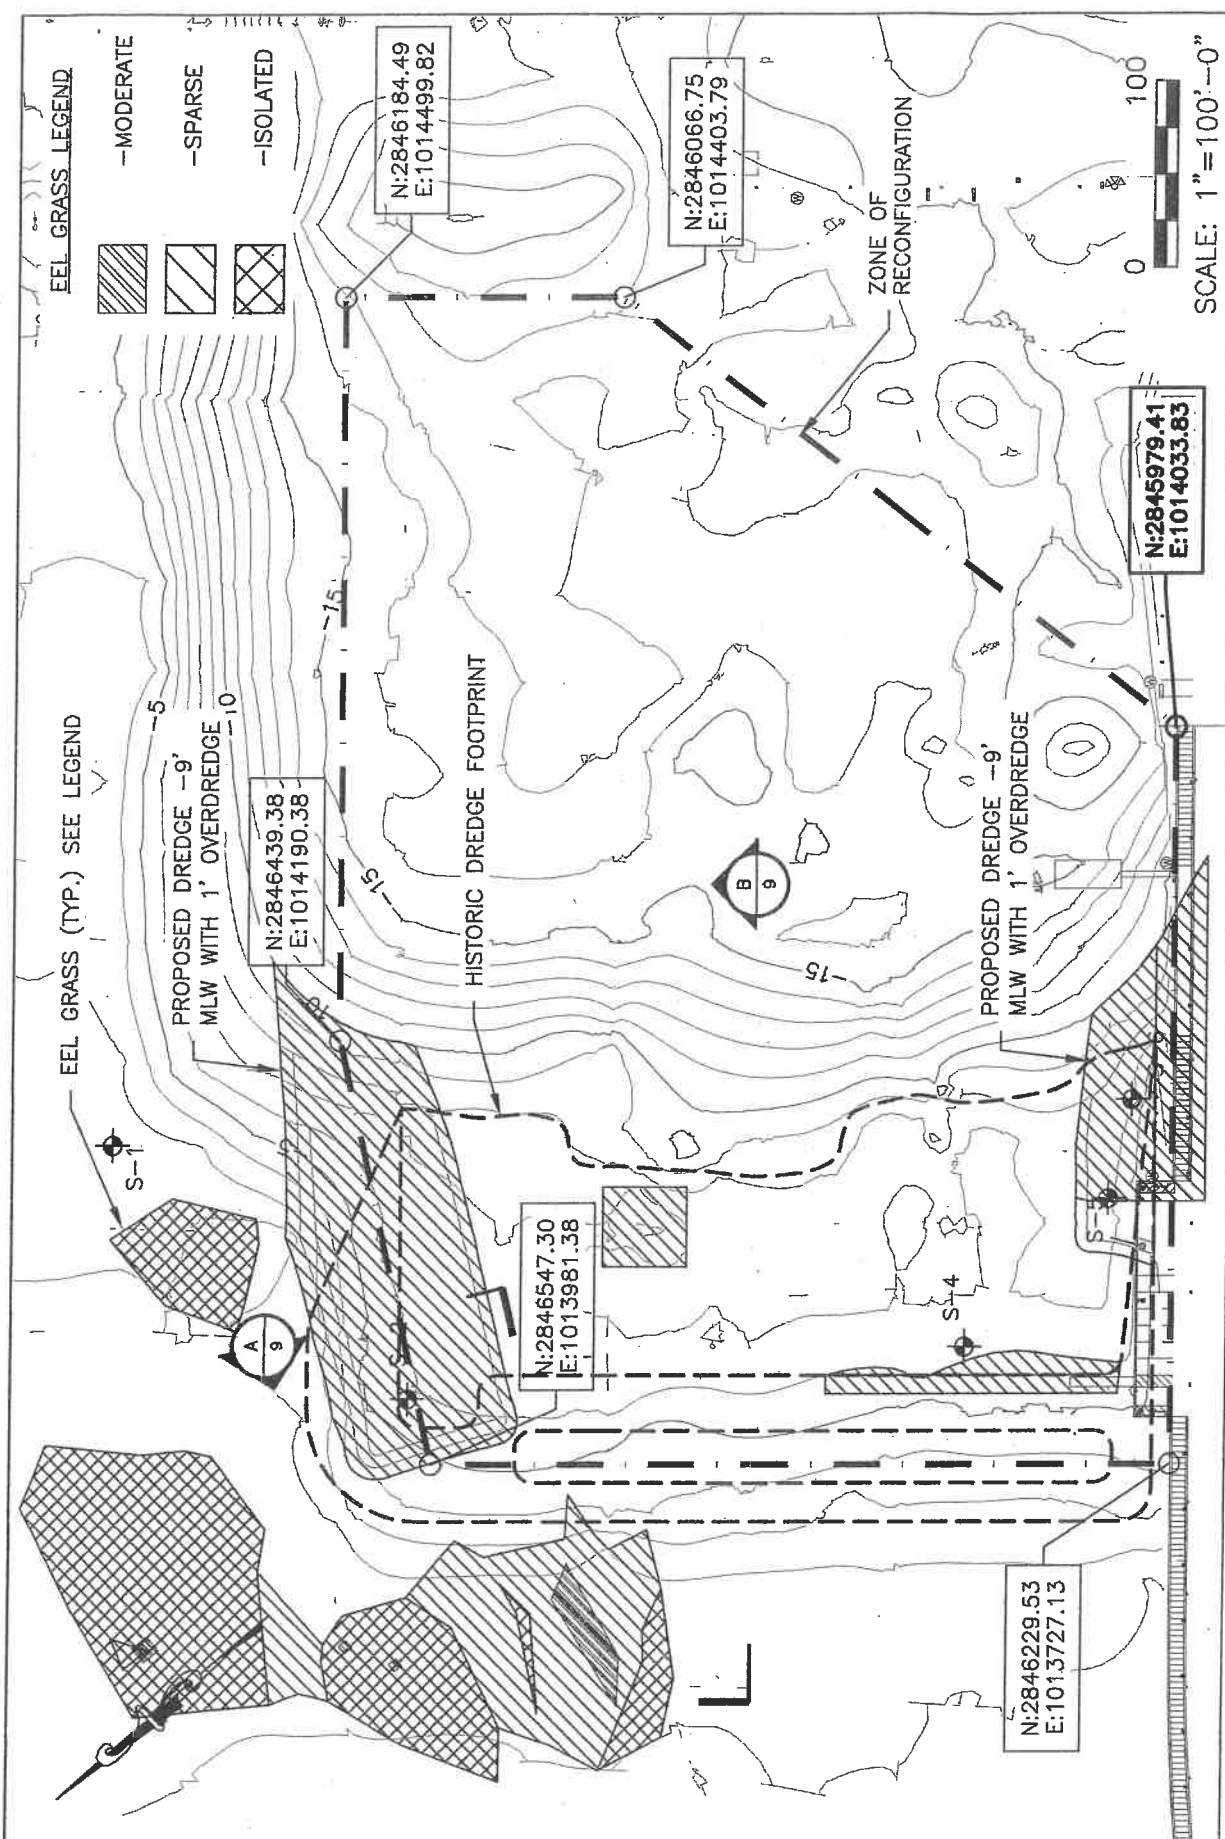 EEL GRASS (TYP.) SEE LEGEND
EEL GRASS LEGEND
-MODERATE
-SPARSE
-ISOLATED
S-1
PROPOSED DREDGE -9'
MLW WITH 1' OVERDREDGE
-5
-10
N:2846439.38
E:1014190.38
-15
N:2846184.49
E:1014499.82
A
9
HISTORIC DREDGE FOOTPRINT
-15
N:2846547.30
E:1013981.38
N:2846066.75
E:1014403.79
B
9
-15
ZONE OF
RECONFIGURATION
S-4
PROPOSED DREDGE -9'
MLW WITH 1' OVERDREDGE
N:2846229.53
E:1013727.13
N:2845979.41
E:1014033.83
0
100
SCALE: 1"=100'-0"